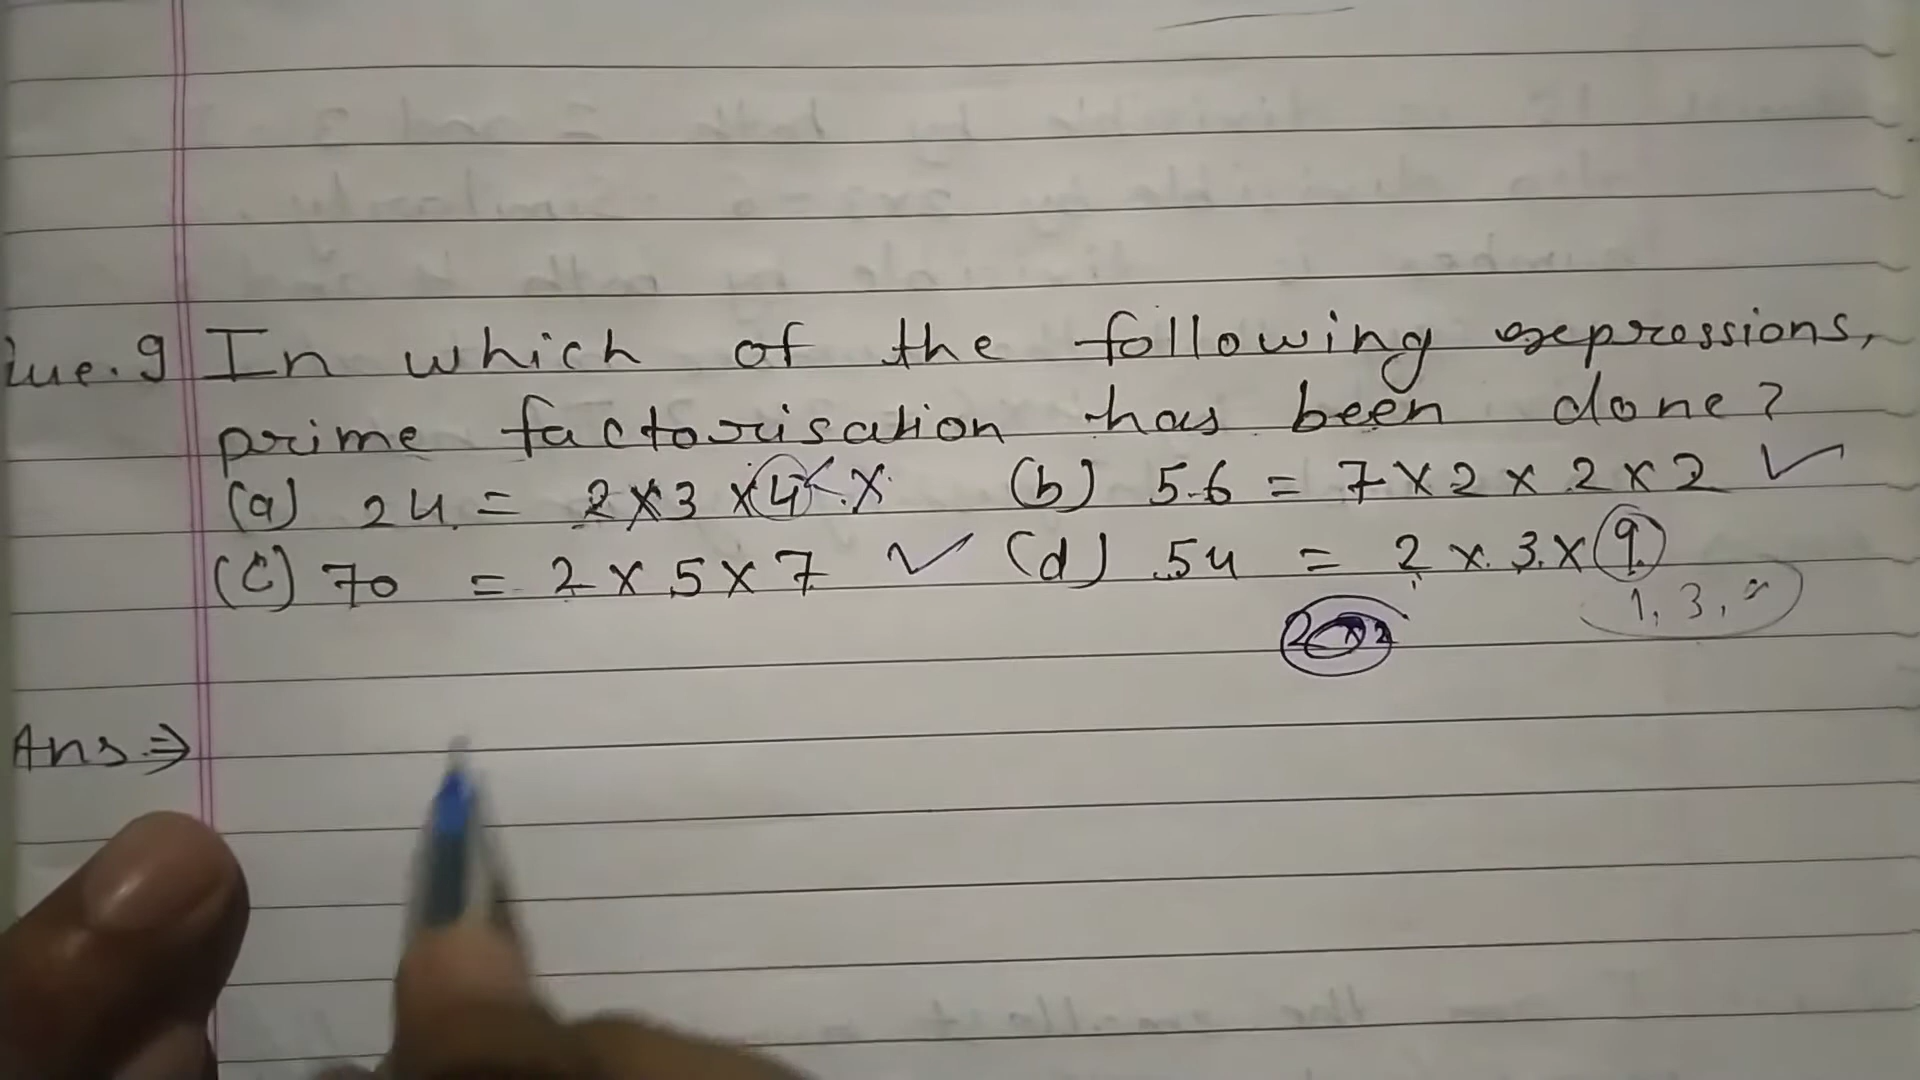 Que. 9 In which of the following expressions,
prime factorisation has been done?
(a) 24 = 2 × 3 × 4 × (b) 56 = 7 × 2 × 2 × 2 ✓
(c) 70 = 2 × 5 × 7 ✓ (d) 54 = 2 × 3 × 9
1, 3,
Ans ⇒